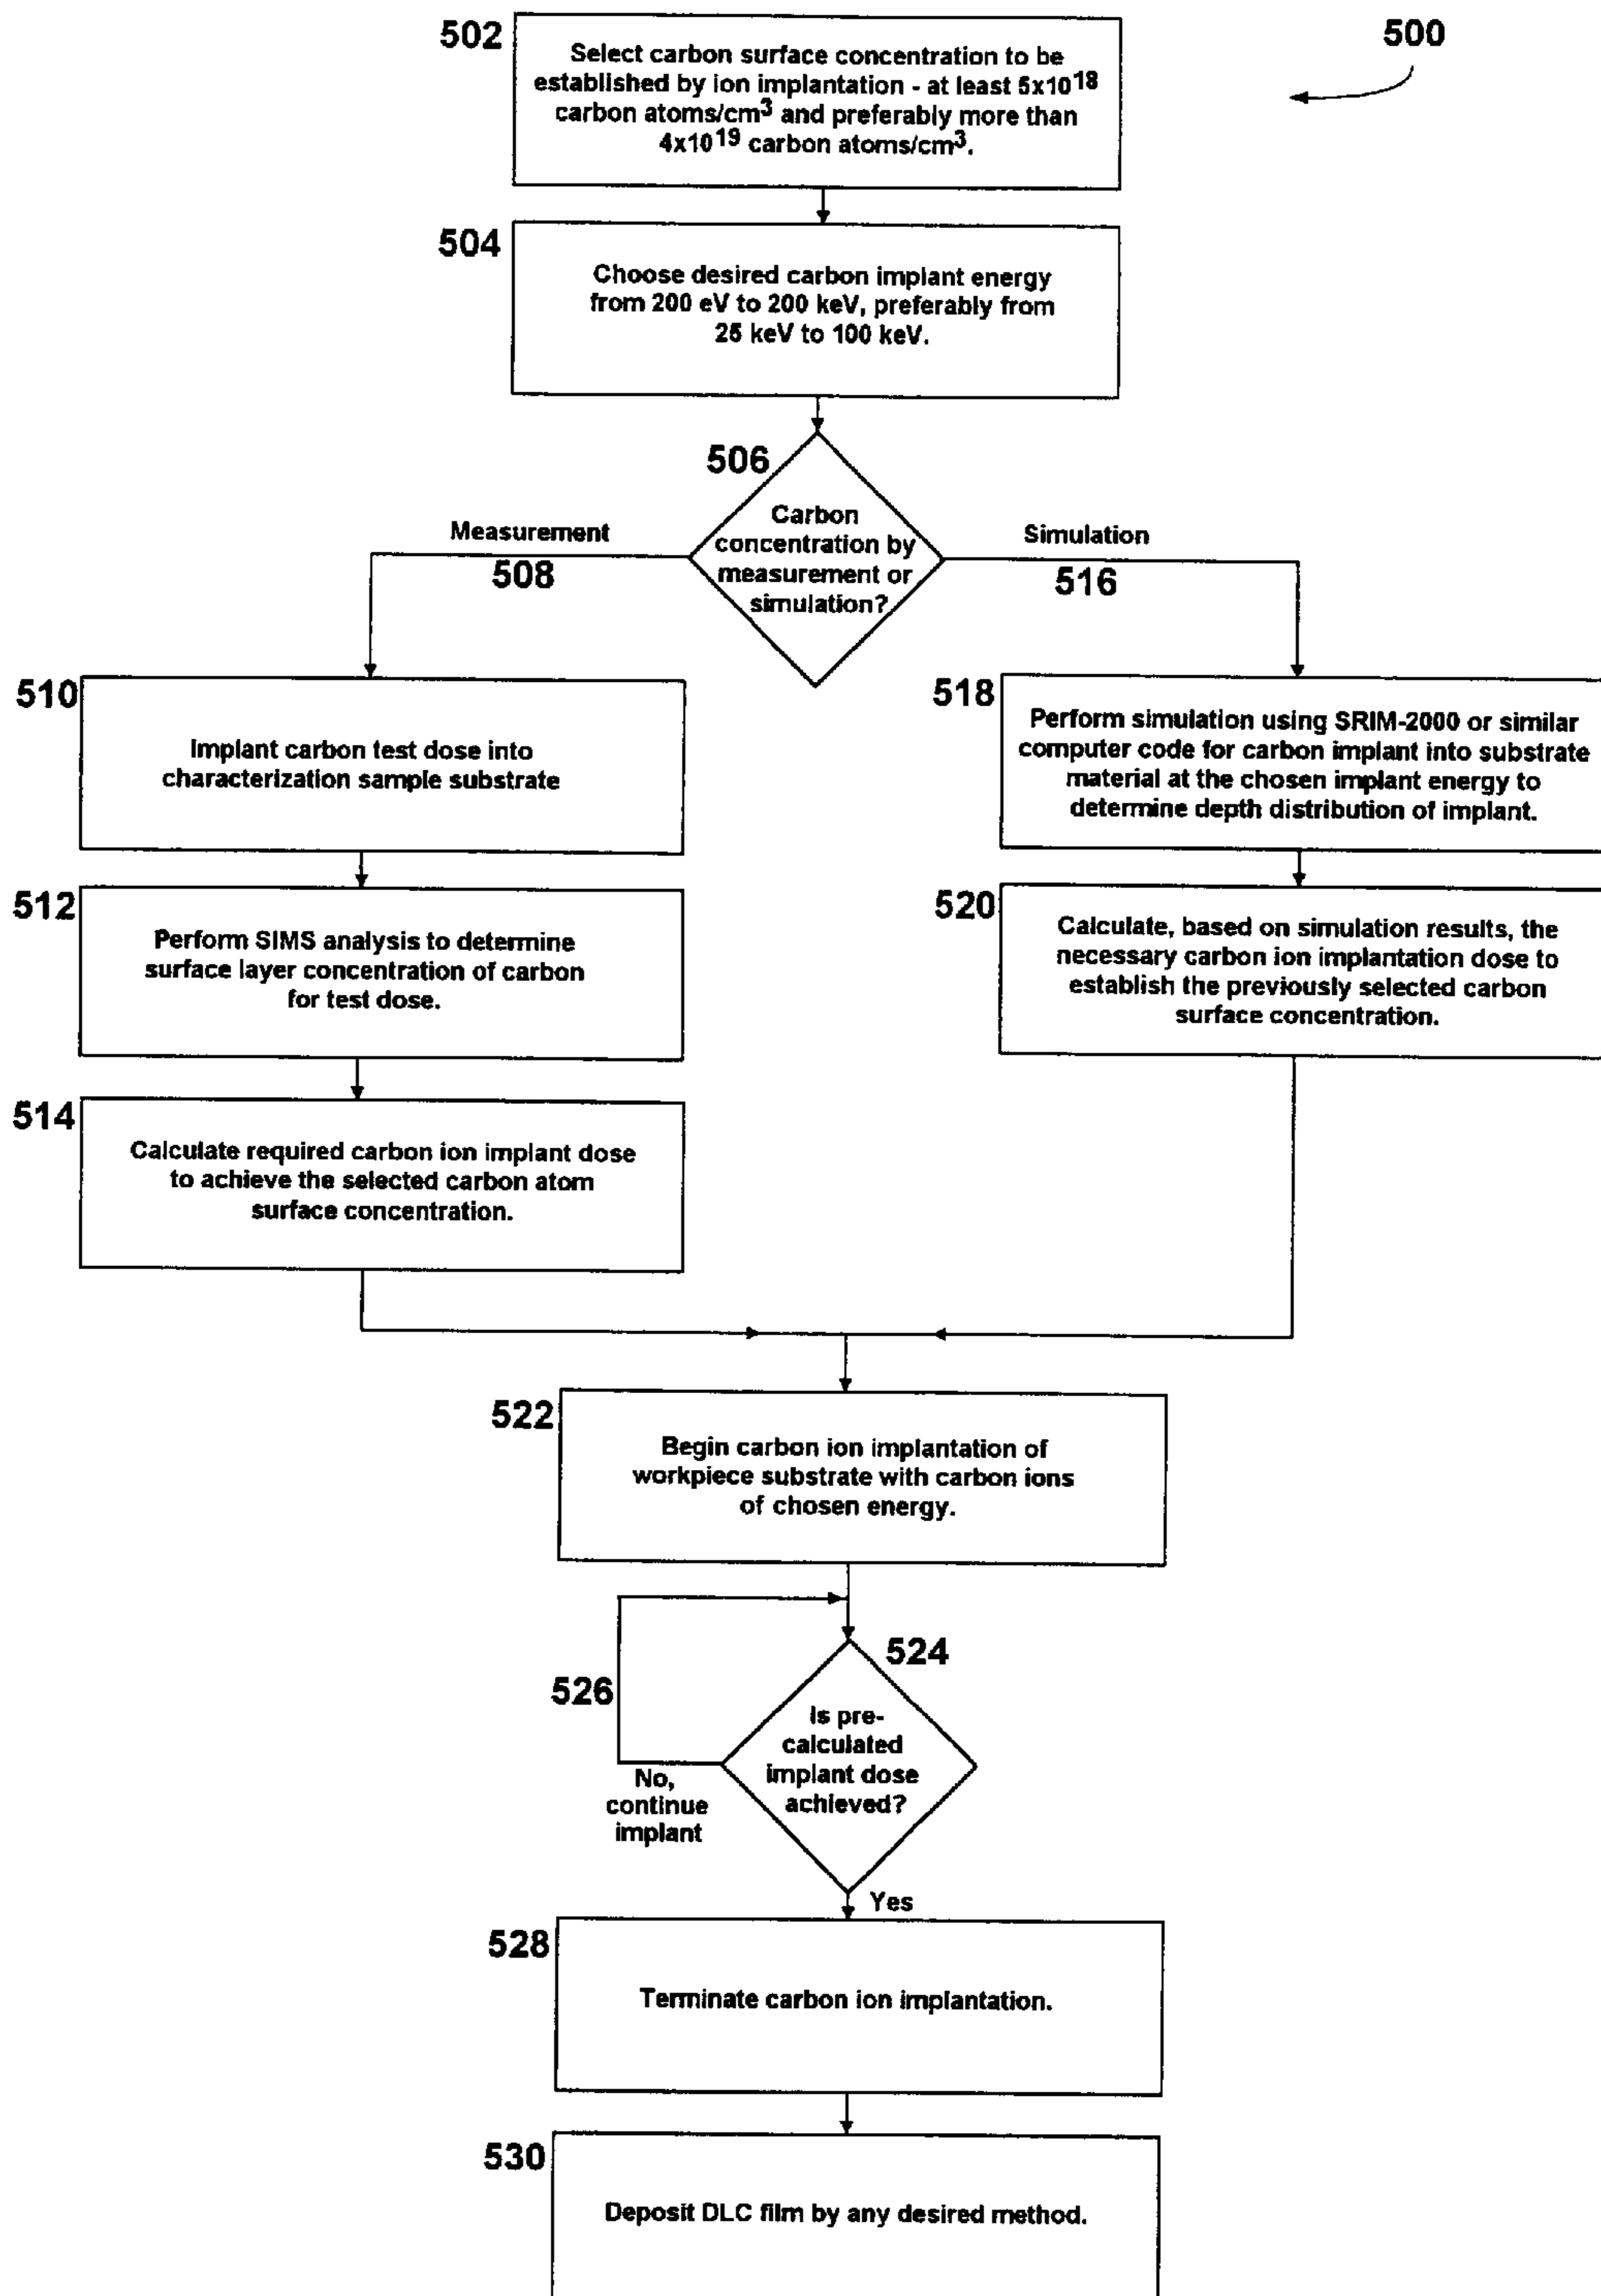 502
500
Select carbon surface concentration to be
established by ion implantation - at least 5x10¹⁸
carbon atoms/cm³ and preferably more than
4x10¹⁹ carbon atoms/cm³.
504
Choose desired carbon implant energy
from 200 eV to 200 keV, preferably from
25 keV to 100 keV.
506
Carbon
concentration by
measurement or
simulation?
Measurement
508
Simulation
516
510
Implant carbon test dose into
characterization sample substrate
518
Perform simulation using SRIM-2000 or similar
computer code for carbon implant into substrate
material at the chosen implant energy to
determine depth distribution of implant.
512
Perform SIMS analysis to determine
surface layer concentration of carbon
for test dose.
520
Calculate, based on simulation results, the
necessary carbon ion implantation dose to
establish the previously selected carbon
surface concentration.
514
Calculate required carbon ion implant dose
to achieve the selected carbon atom
surface concentration.
522
Begin carbon ion implantation of
workpiece substrate with carbon ions
of chosen energy.
524
526
Is pre-
calculated
implant dose
achieved?
No,
continue
implant
Yes
528
Terminate carbon ion implantation.
530
Deposit DLC film by any desired method.